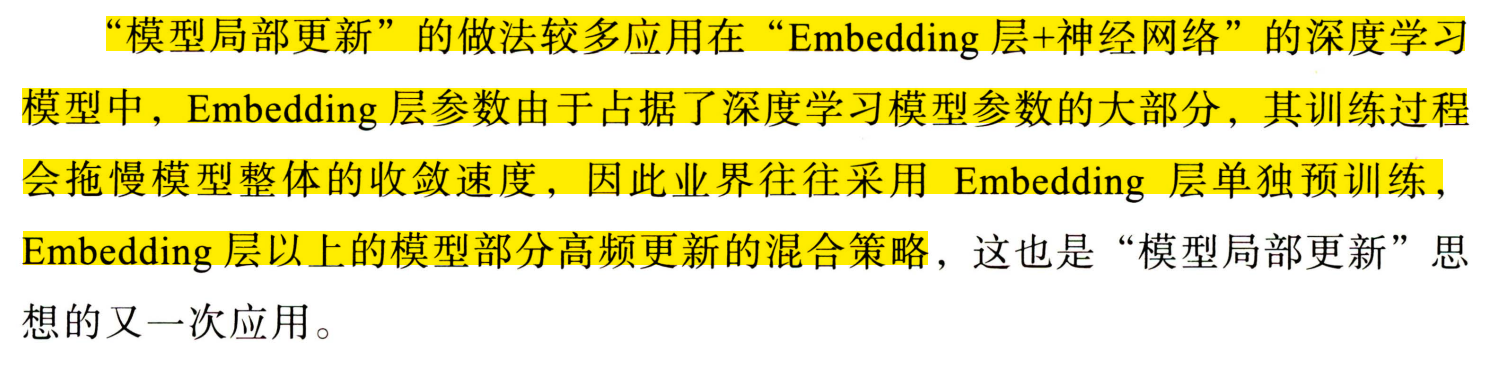 “模型局部更新”的做法较多应用在“Embedding 层+神经网络”的深度学习
模型中，Embedding 层参数由于占据了深度学习模型参数的大部分，其训练过程
会拖慢模型整体的收敛速度，因此业界往往采用 Embedding 层单独预训练，
Embedding 层以上的模型部分高频更新的混合策略，这也是“模型局部更新”思
想的又一次应用。